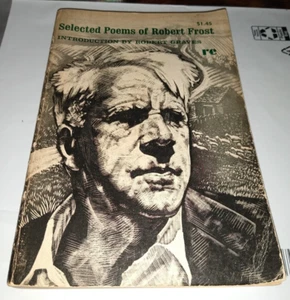 $1.45
Selected Poems of Robert Frost
INTRODUCTION BY ROBERT GRAVES
re